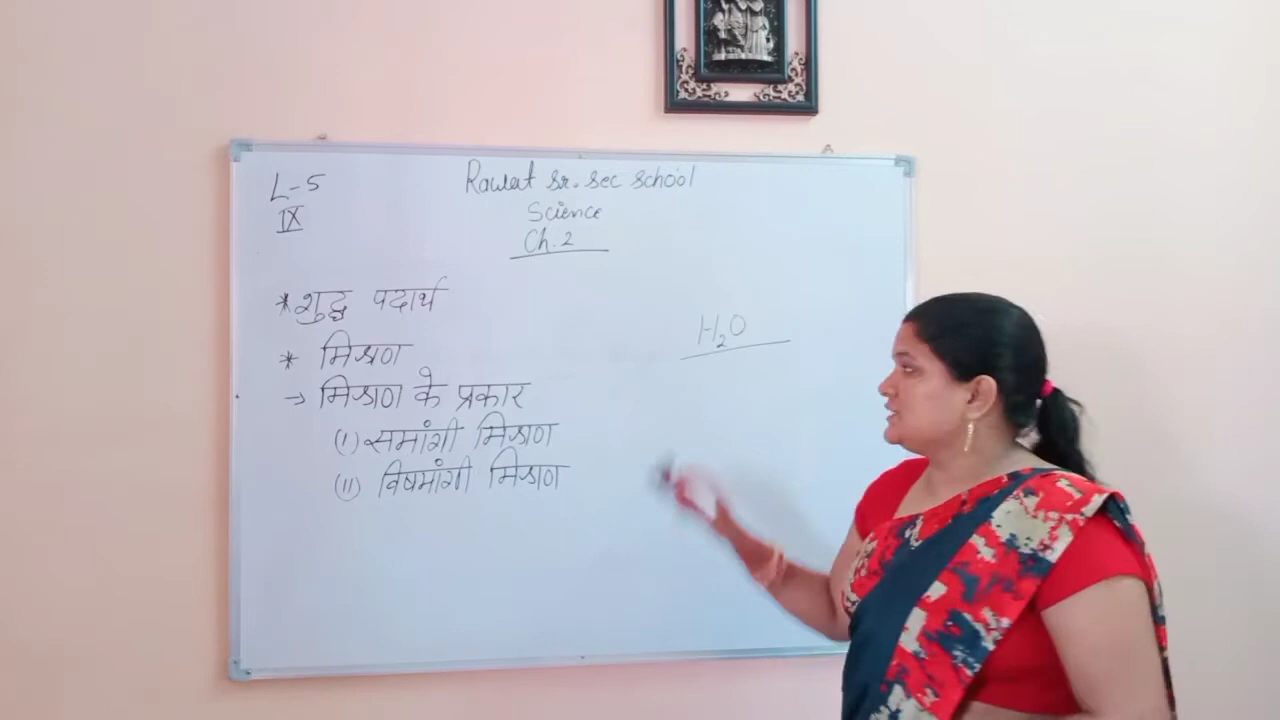 L-5
IX
Rawat sr. sec school
Science
Ch. 2
* शुद्ध पदार्थ
* मिश्रण
→ मिश्रण के प्रकार
(I) समांगी मिश्रण
(II) विषमांगी मिश्रण
H₂O